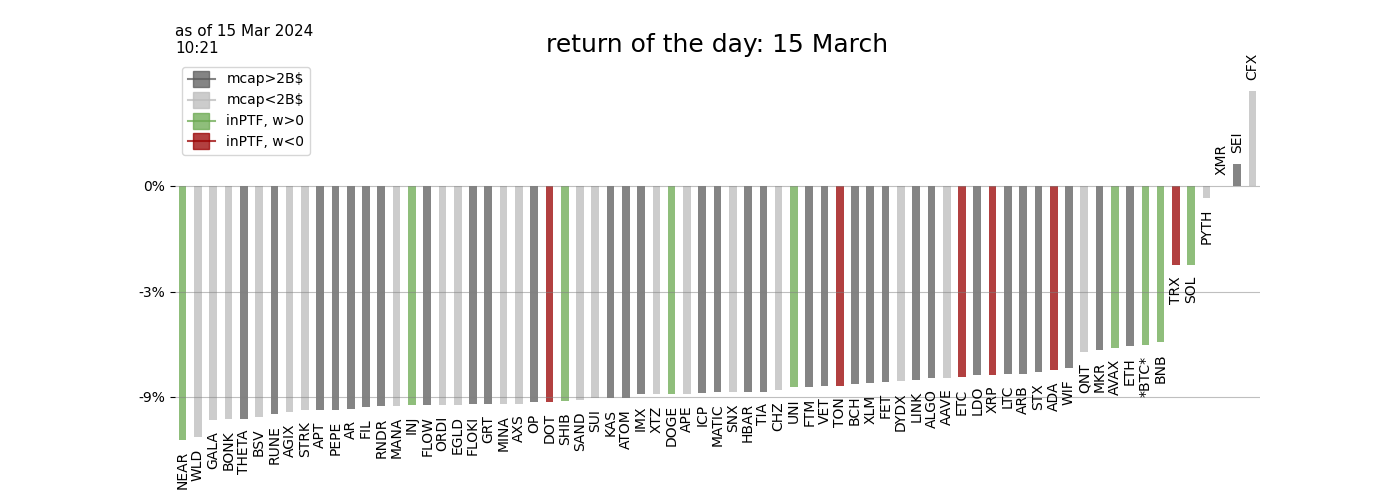 as of 15 Mar 2024
10:21
return of the day: 15 March
mcap>2B$
mcap<2B$
inPTF, w>0
inPTF, w<0
0%
-3%
-9%
NEAR
WLD
GALA
BONK
THETA
BSV
RUNE
AGIX
STRK
APT
PEPE
AR
FIL
RNDR
MANA
INJ
FLOW
ORDI
EGLD
FLOKI
GRT
MINA
AXS
OP
DOT
SHIB
SAND
SUI
KAS
ATOM
IMX
XTZ
DOGE
APE
ICP
MATIC
SNX
HBAR
TIA
CHZ
UNI
FTM
VET
TON
BCH
XLM
FET
DYDX
LINK
ALGO
AAVE
ETC
LDO
XRP
LTC
ARB
STX
ADA
WIF
QNT
MKR
AVAX
ETH
*BTC*
BNB
TRX
SOL
PYTH
XMR
SEI
CFX